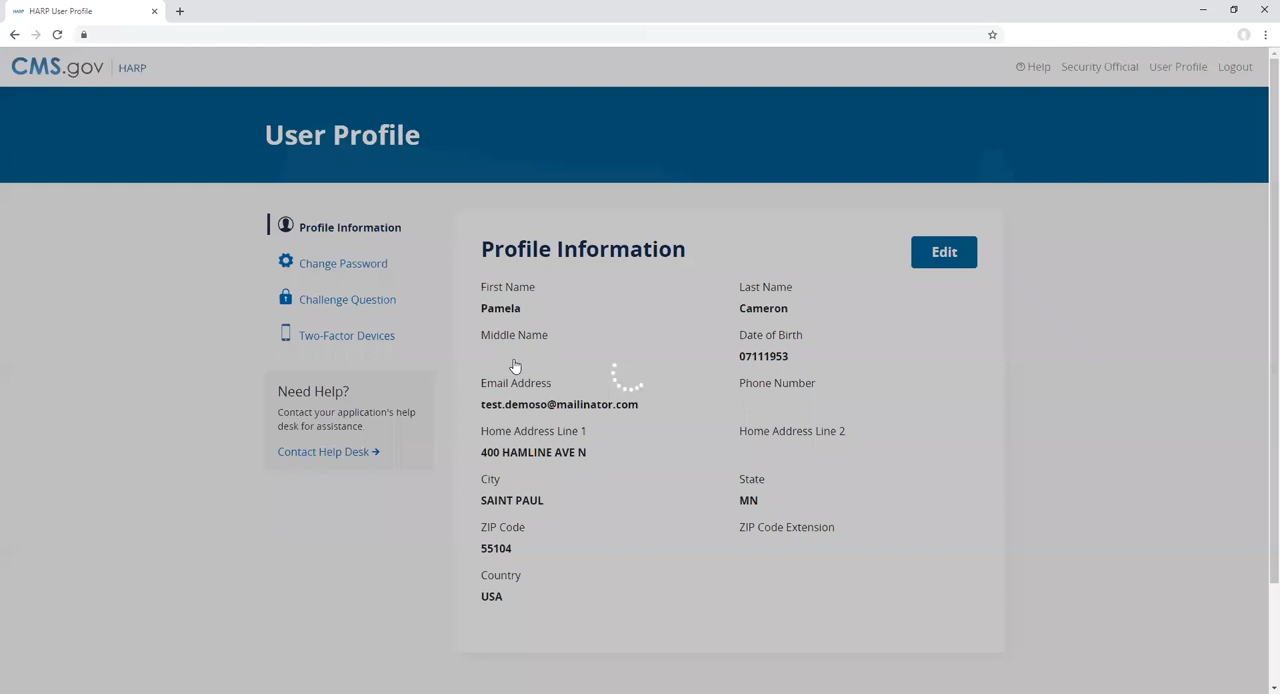 HARP HARP User Profile
CMS.gov HARP
Help Security Official User Profile Logout
User Profile
Profile Information
Change Password
Challenge Question
Two-Factor Devices
Need Help?
Contact your application's help
desk for assistance.
Contact Help Desk
Profile Information
Edit
First Name Last Name
Pamela Cameron
Middle Name Date of Birth
07111953
Email Address Phone Number
test.demoso@mailinator.com
Home Address Line 1 Home Address Line 2
400 HAMLINE AVE N
City State
SAINT PAUL MN
ZIP Code ZIP Code Extension
55104
Country
USA